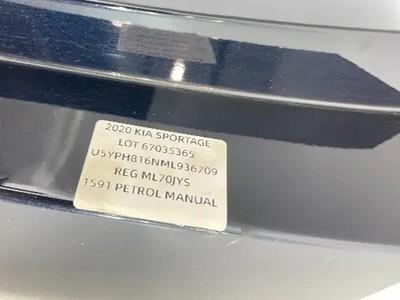 2020 KIA SPORTAGE
LOT 67035365
U5YPH816NML936709
REG ML70JYS
1591 PETROL MANUAL